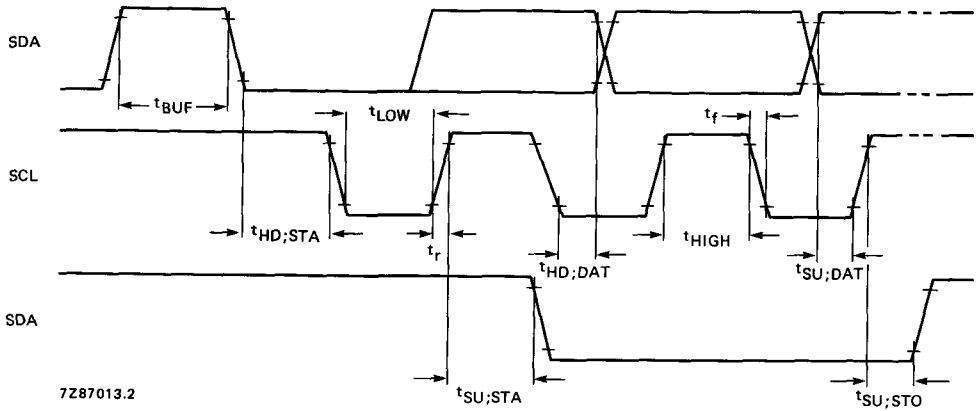 SDA
tBUF
tLOW
tf
SCL
tHD;STA
tr
tHD;DAT
tHIGH
tSU;DAT
SDA
tSU;STA
tSU;STO
7Z87013.2